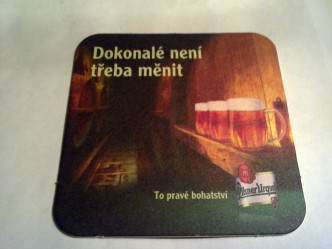 Dokonalé není
třeba měnit
To pravé bohatství
Pilsner Urquell